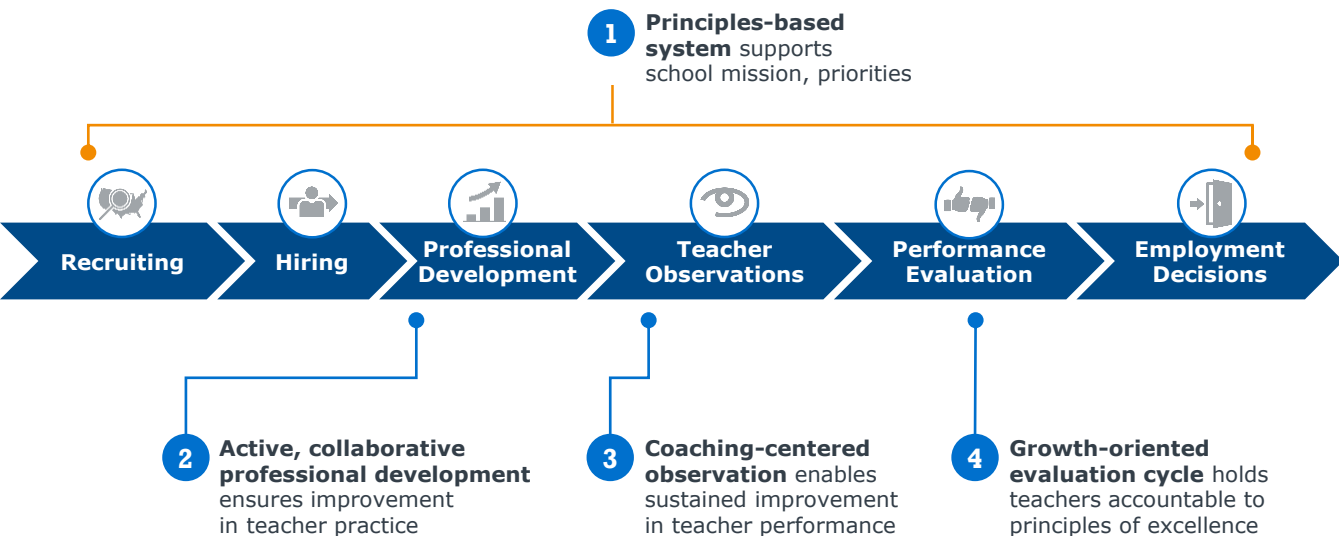 1
Principles-based
system supports
school mission, priorities
Recruiting
Hiring
Professional
Development
Teacher
Observations
Performance
Evaluation
Employment
Decisions
2
Active, collaborative
professional development
ensures improvement
in teacher practice
3
Coaching-centered
observation enables
sustained improvement
in teacher performance
4
Growth-oriented
evaluation cycle holds
teachers accountable to
principles of excellence